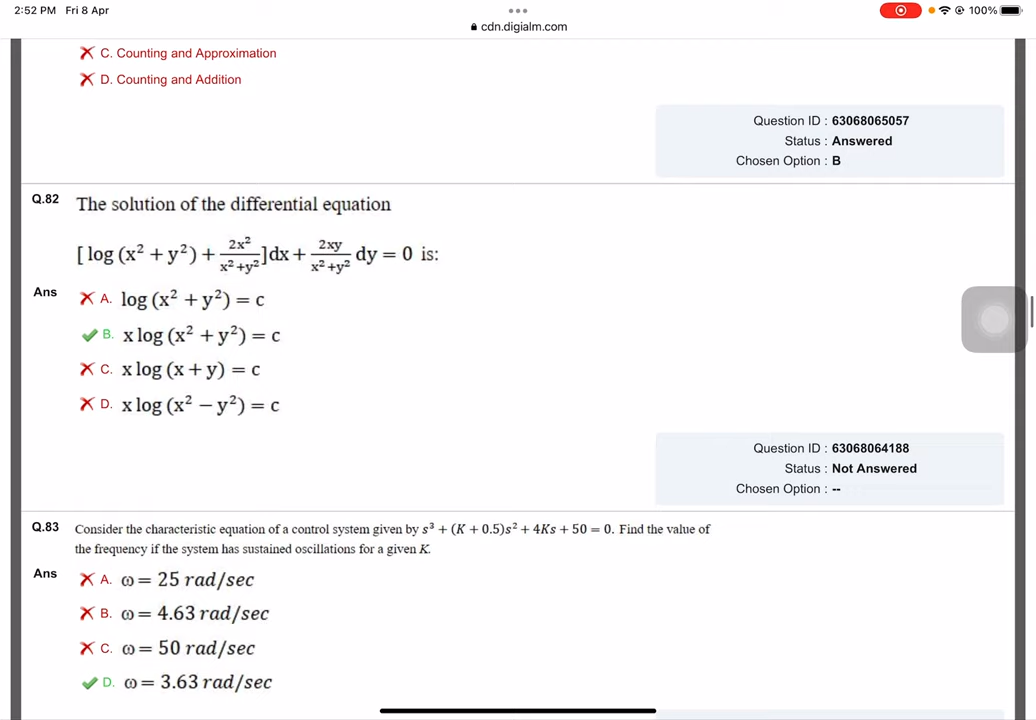 2:52 PM Fri 8 Apr
100%
cdn.digialm.com
C. Counting and Approximation
D. Counting and Addition
Question ID : 63068065057
Status : Answered
Chosen Option : B
Q.82 The solution of the differential equation
[ log (x² + y²) + 2x²/x²+y² ]dx + 2xy/x²+y² dy = 0 is:
Ans
A. log (x² + y²) = c
B. x log (x² + y²) = c
C. x log (x + y) = c
D. x log (x² − y²) = c
Question ID : 63068064188
Status : Not Answered
Chosen Option : --
Q.83 Consider the characteristic equation of a control system given by s³ + (K + 0.5)s² + 4Ks + 50 = 0. Find the value of
the frequency if the system has sustained oscillations for a given K.
Ans
A. ω = 25 rad/sec
B. ω = 4.63 rad/sec
C. ω = 50 rad/sec
D. ω = 3.63 rad/sec